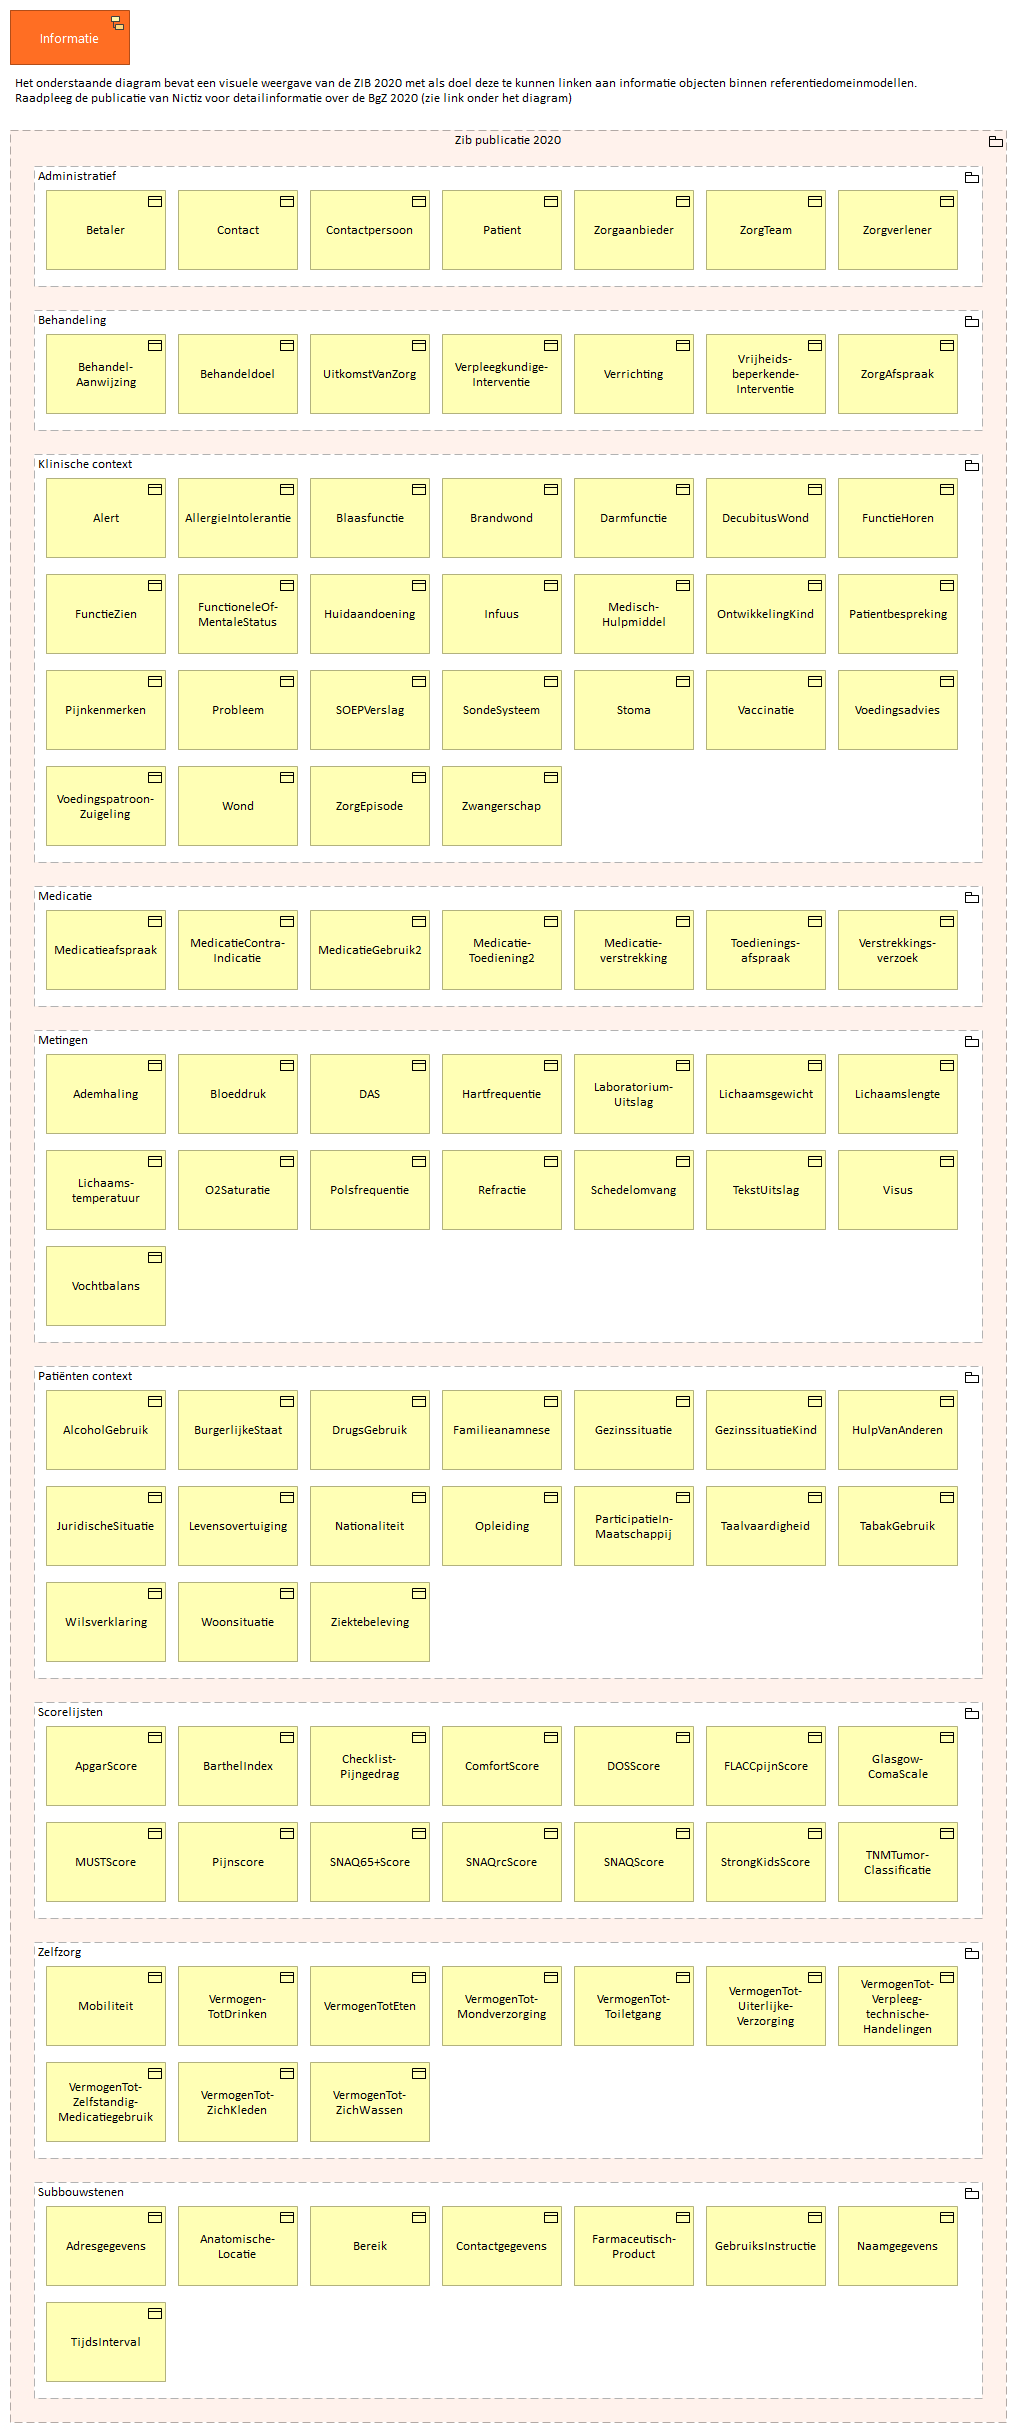 Informatie
Het onderstaande diagram bevat een visuele weergave van de ZIB 2020 met als doel deze te kunnen linken aan informatie objecten binnen referentiedomeinmodellen.
Raadpleeg de publicatie van Nictiz voor detailinformatie over de BgZ 2020 (zie link onder het diagram)
Zib publicatie 2020
Administratief
Betaler
Contact
Contactpersoon
Patient
Zorgaanbieder
ZorgTeam
Zorgverlener
Behandeling
Behandel-
Aanwijzing
Behandeldoel
UitkomstVanZorg
Verpleegkundige-
Interventie
Verrichting
Vrijheids-
beperkende-
Interventie
ZorgAfspraak
Klinische context
Alert
AllergieIntolerantie
Blaasfunctie
Brandwond
Darmfunctie
DecubitusWond
FunctieHoren
FunctieZien
FunctioneleOf-
MentaleStatus
Huidaandoening
Infuus
Medisch-
Hulpmiddel
OntwikkelingKind
Patientbespreking
Pijnkenmerken
Probleem
SOEPVerslag
SondeSysteem
Stoma
Vaccinatie
Voedingsadvies
Voedingspatroon-
Zuigeling
Wond
ZorgEpisode
Zwangerschap
Medicatie
Medicatieafspraak
MedicatieContra-
Indicatie
MedicatieGebruik2
Medicatie-
Toediening2
Medicatie-
verstrekking
Toedienings-
afspraak
Verstrekkings-
verzoek
Metingen
Ademhaling
Bloeddruk
DAS
Hartfrequentie
Laboratorium-
Uitslag
Lichaamsgewicht
Lichaamslengte
Lichaams-
temperatuur
O2Saturatie
Polsfrequentie
Refractie
Schedelomvang
TekstUitslag
Visus
Vochtbalans
Patiënten context
AlcoholGebruik
BurgerlijkeStaat
DrugsGebruik
Familieanamnese
Gezinssituatie
GezinssituatieKind
HulpVanAnderen
JuridischeSituatie
Levensovertuiging
Nationaliteit
Opleiding
ParticipatieIn-
Maatschappij
Taalvaardigheid
TabakGebruik
Wilsverklaring
Woonsituatie
Ziektebeleving
Scorelijsten
ApgarScore
BarthelIndex
Checklist-
Pijngedrag
ComfortScore
DOSScore
FLACCpijnScore
Glasgow-
ComaScale
MUSTScore
Pijnscore
SNAQ65+Score
SNAQrcScore
SNAQScore
StrongKidsScore
TNMTumor-
Classificatie
Zelfzorg
Mobiliteit
Vermogen-
TotDrinken
VermogenTotEten
VermogenTot-
Mondverzorging
VermogenTot-
Toiletgang
VermogenTot-
Uiterlijke-
Verzorging
VermogenTot-
Verpleeg-
technische-
Handelingen
VermogenTot-
Zelfstandig-
Medicatiegebruik
VermogenTot-
ZichKleden
VermogenTot-
ZichWassen
Subbouwstenen
Adresgegevens
Anatomische-
Locatie
Bereik
Contactgegevens
Farmaceutisch-
Product
GebruiksInstructie
Naamgegevens
TijdsInterval